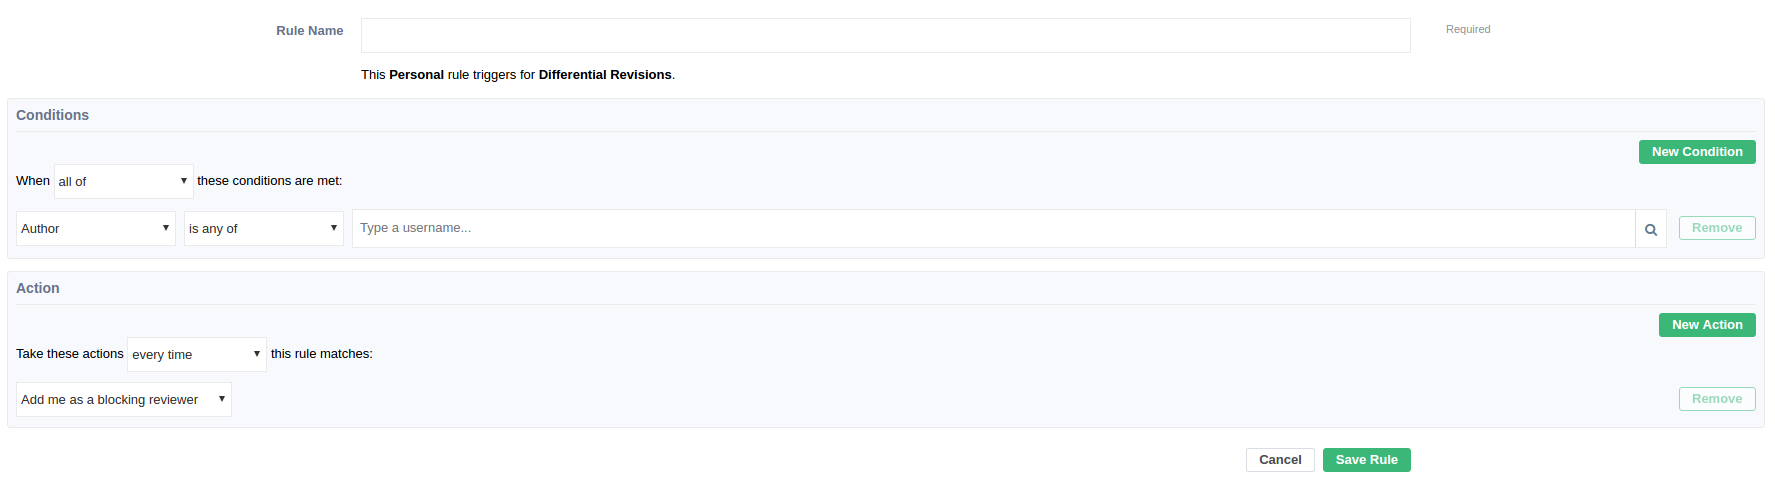 Rule Name
Required
This Personal rule triggers for Differential Revisions.
Conditions
New Condition
When all of these conditions are met:
Author is any of Type a username... Remove
Action
New Action
Take these actions every time this rule matches:
Add me as a blocking reviewer Remove
Cancel Save Rule